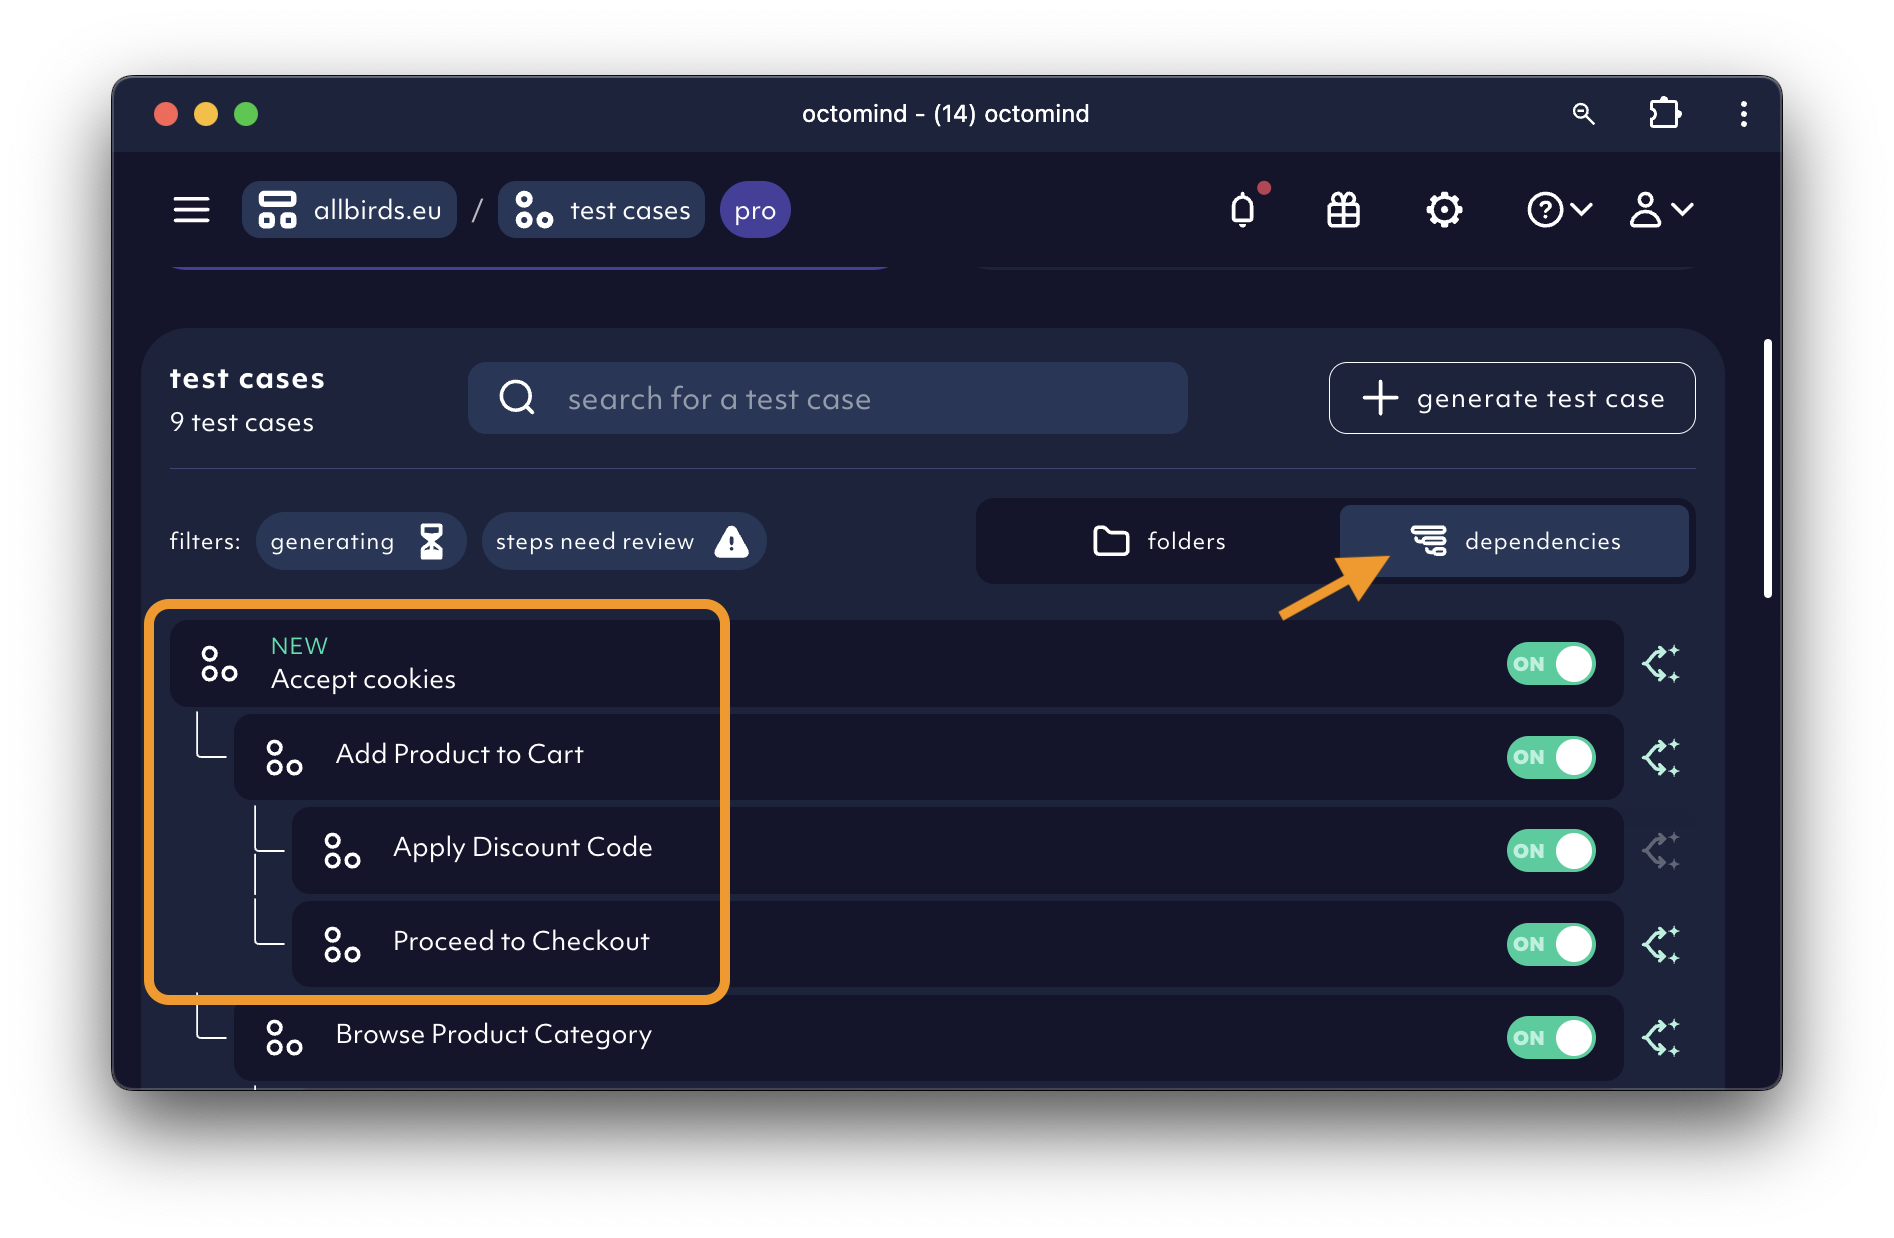 octomind - (14) octomind
allbirds.eu / test cases pro
test cases
9 test cases
search for a test case
generate test case
filters: generating steps need review
folders
dependencies
NEW
Accept cookies
ON
Add Product to Cart
ON
Apply Discount Code
ON
Proceed to Checkout
ON
Browse Product Category
ON